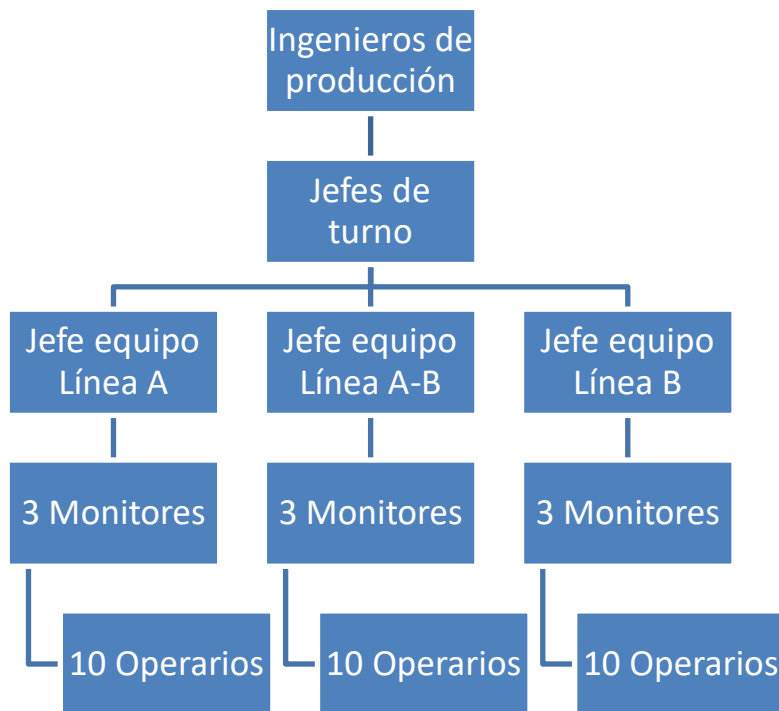 Ingenieros de
producción
Jefes de
turno
Jefe equipo
Línea A
Jefe equipo
Línea A-B
Jefe equipo
Línea B
3 Monitores
3 Monitores
3 Monitores
10 Operarios
10 Operarios
10 Operarios